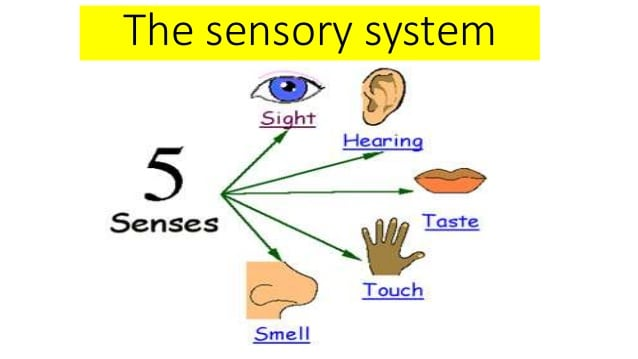 The sensory system
Sight
Hearing
5
Senses
Taste
Touch
Smell